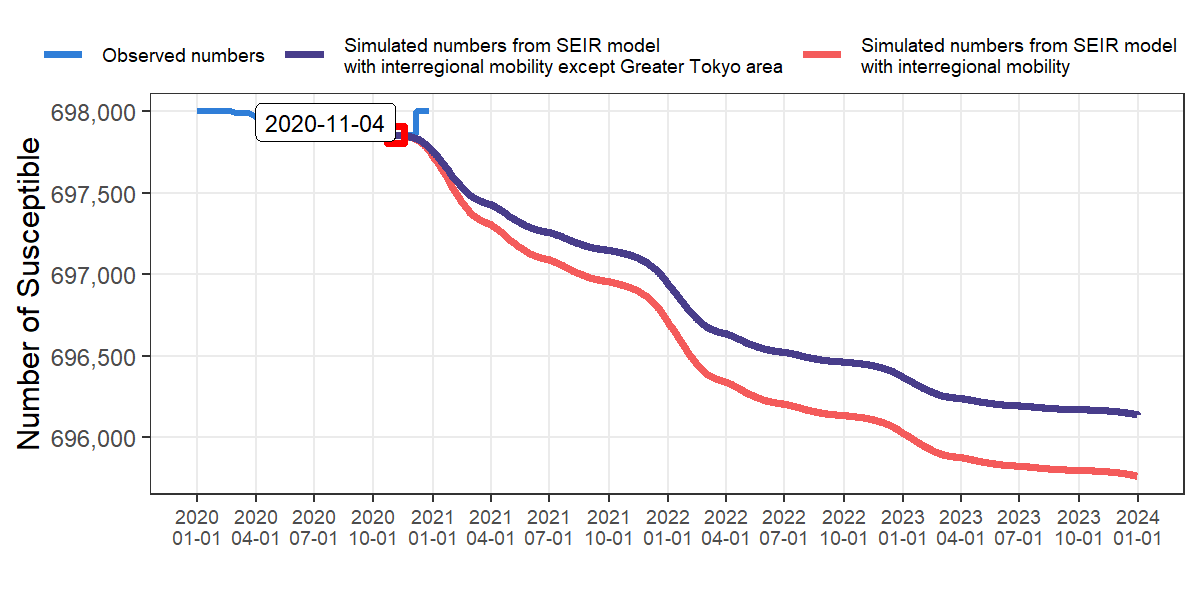 Observed numbers
Simulated numbers from SEIR model
with interregional mobility except Greater Tokyo area
Simulated numbers from SEIR model
with interregional mobility
Number of Susceptible
698,000
697,500
697,000
696,500
696,000
2020-11-04
2020 2020 2020 2020 2021 2021 2021 2021 2022 2022 2022 2022 2023 2023 2023 2023 2024
01-01 04-01 07-01 10-01 01-01 04-01 07-01 10-01 01-01 04-01 07-01 10-01 01-01 04-01 07-01 10-01 01-01